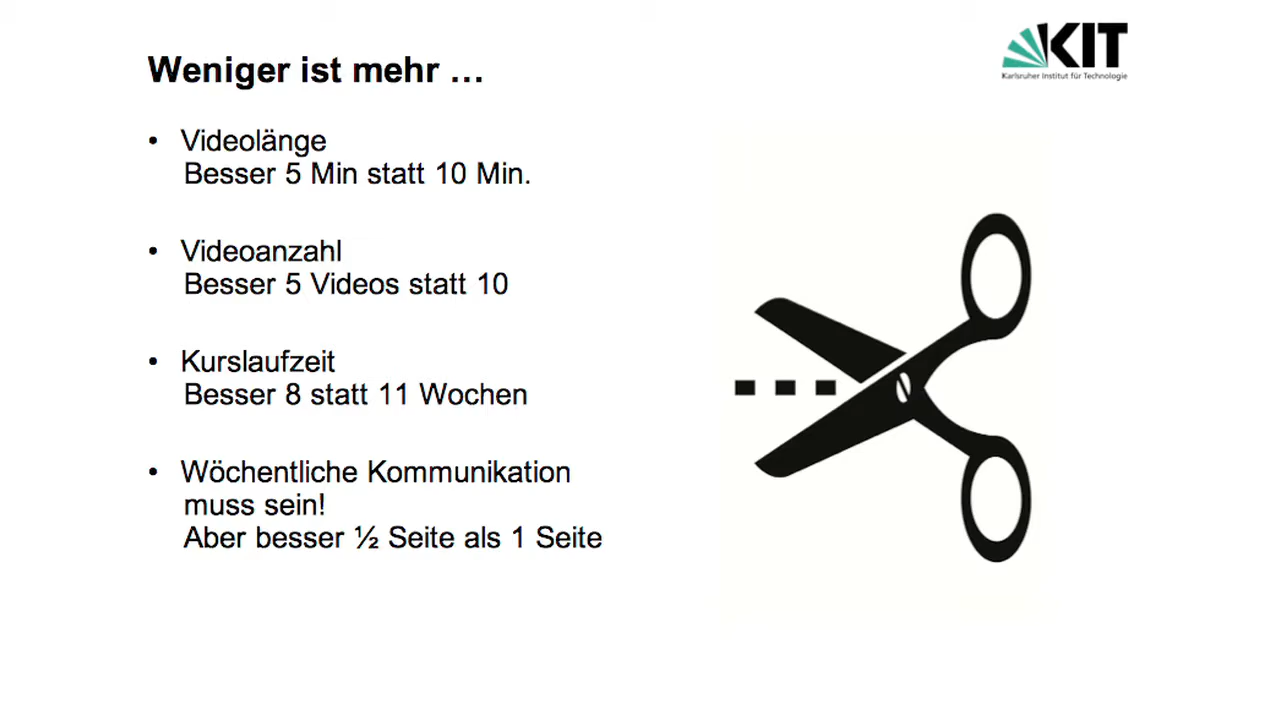 KIT
Karlsruher Institut für Technologie
Weniger ist mehr …
• Videolänge
Besser 5 Min statt 10 Min.
• Videoanzahl
Besser 5 Videos statt 10
• Kurslaufzeit
Besser 8 statt 11 Wochen
• Wöchentliche Kommunikation
muss sein!
Aber besser ½ Seite als 1 Seite